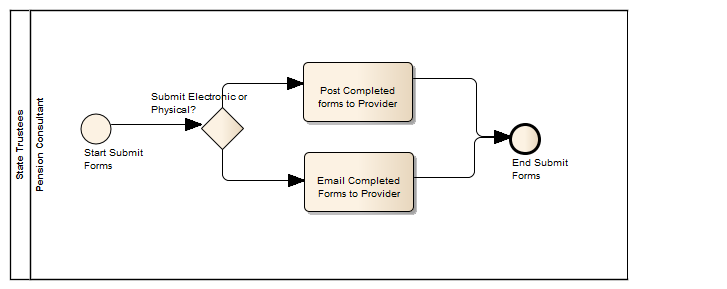 State Trustees
Pension Consultant
Submit Electronic or
Physical?
Start Submit
Forms
Post Completed
forms to Provider
Email Completed
Forms to Provider
End Submit
Forms